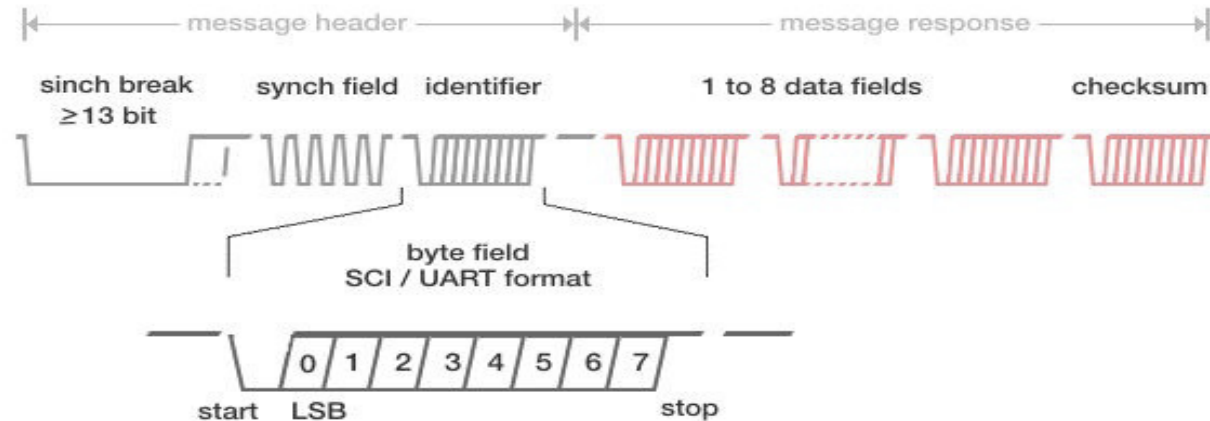 message header message response
sinch break synch field identifier 1 to 8 data fields checksum
≥13 bit
byte field
SCI / UART format
0 1 2 3 4 5 6 7
start LSB stop